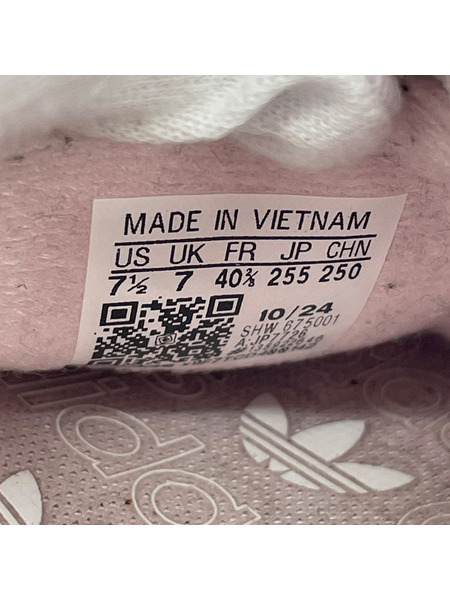 MADE IN VIETNAM
US UK FR JP CHN
7½ 7 40⅔ 255 250
10/24
SHW 675001
A:JP7726